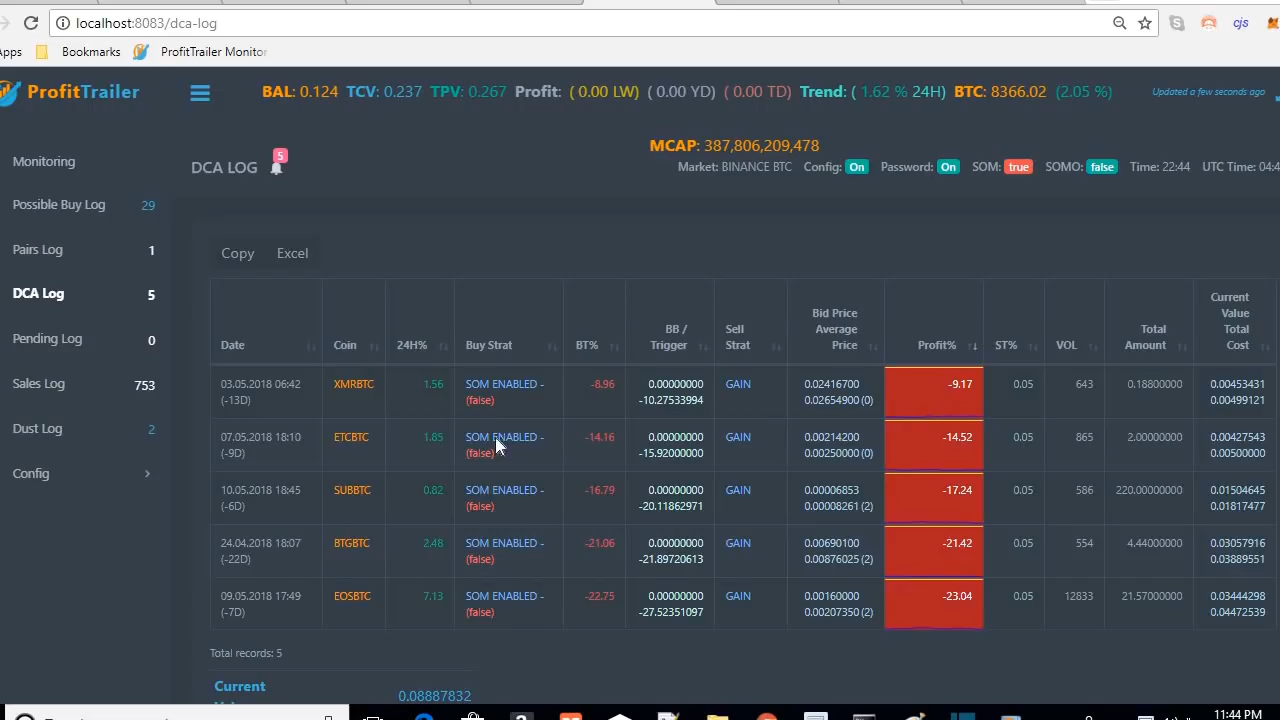 localhost:8083/dca-log
cjs
Apps Bookmarks ProfitTrailer Monitor
ProfitTrailer
BAL: 0.124 TCV: 0.237 TPV: 0.267 Profit: ( 0.00 LW) ( 0.00 YD) ( 0.00 TD) Trend: ( 1.62 % 24H) BTC: 8366.02 (2.05 %)
Updated a few seconds ago
MCAP: 387,806,209,478
Market: BINANCE BTC Config: On Password: On SOM: true SOMO: false Time: 22:44 UTC Time: 04:4
DCA LOG 5
Monitoring
Possible Buy Log 29
Pairs Log 1
DCA Log 5
Pending Log 0
Sales Log 753
Dust Log 2
Config
Copy Excel
Date Coin 24H% Buy Strat BT% BB / Trigger Sell Strat Bid Price Average Price Profit% ST% VOL Total Amount Current Value Total Cost
03.05.2018 06:42 XMRBTC 1.56 SOM ENABLED - -8.96 0.00000000 GAIN 0.02416700 -9.17 0.05 643 0.18800000 0.00453431
(-13D) (false) -10.27533994 0.02654900 (0) 0.00499121
07.05.2018 18:10 ETCBTC 1.85 SOM ENABLED - -14.16 0.00000000 GAIN 0.00214200 -14.52 0.05 865 2.00000000 0.00427543
(-9D) (false) -15.92000000 0.00250000 (0) 0.00500000
10.05.2018 18:45 SUBBTC 0.82 SOM ENABLED - -16.79 0.00000000 GAIN 0.00006853 -17.24 0.05 586 220.00000000 0.01504645
(-6D) (false) -20.11862971 0.00008261 (2) 0.01817477
24.04.2018 18:07 BTGBTC 2.48 SOM ENABLED - -21.06 0.00000000 GAIN 0.00690100 -21.42 0.05 554 4.44000000 0.03057916
(-22D) (false) -21.89720613 0.00876025 (2) 0.03889551
09.05.2018 17:49 EOSBTC 7.13 SOM ENABLED - -22.75 0.00000000 GAIN 0.00160000 -23.04 0.05 12833 21.57000000 0.03444298
(-7D) (false) -27.52351097 0.00207350 (2) 0.04472539
Total records: 5
Current 0.08887832
11:44 PM